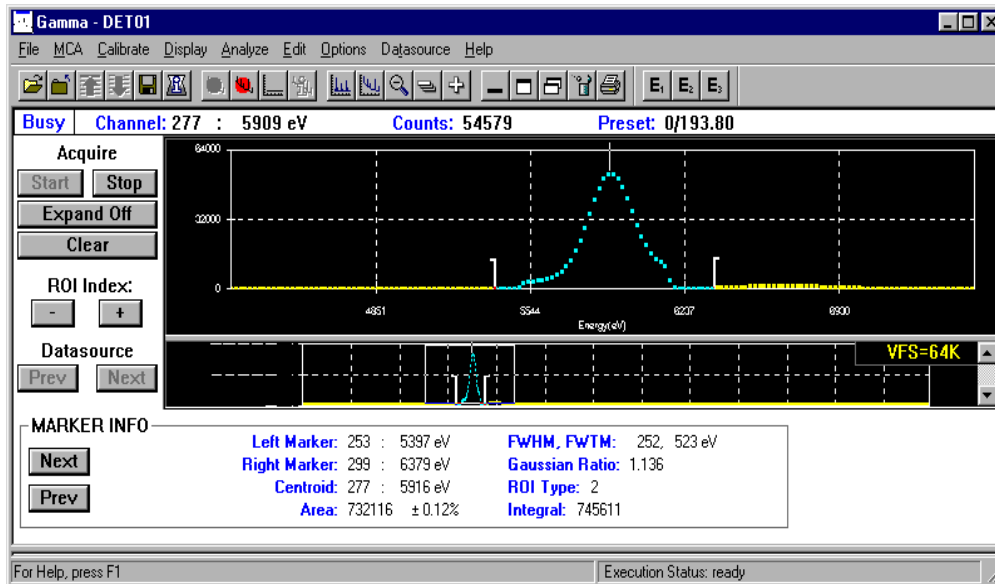 Gamma - DET01
File MCA Calibrate Display Analyze Edit Options Datasource Help
E1 E2 E3
Busy Channel: 277 : 5909 eV Counts: 54579 Preset: 0/193.80
Acquire
Start Stop
Expand Off
Clear
ROI Index:
- +
Datasource
Prev Next
64000
32000
0
4851 5544 6237 6930
Energy(eV)
VFS=64K
MARKER INFO
Next
Prev
Left Marker: 253 : 5397 eV FWHM, FWTM: 252, 523 eV
Right Marker: 299 : 6379 eV Gaussian Ratio: 1.136
Centroid: 277 : 5916 eV ROI Type: 2
Area: 732116 ± 0.12% Integral: 745611
For Help, press F1 Execution Status: ready